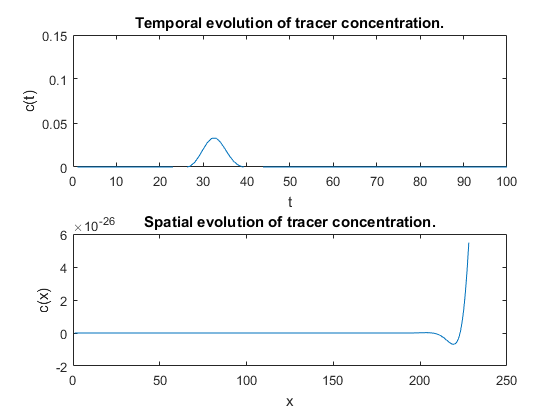 Temporal evolution of tracer concentration.
0.15
0.1
0.05
0
c(t)
0 10 20 30 40 50 60 70 80 90 100
t
×10-26
Spatial evolution of tracer concentration.
6
4
2
0
-2
c(x)
0 50 100 150 200 250
x